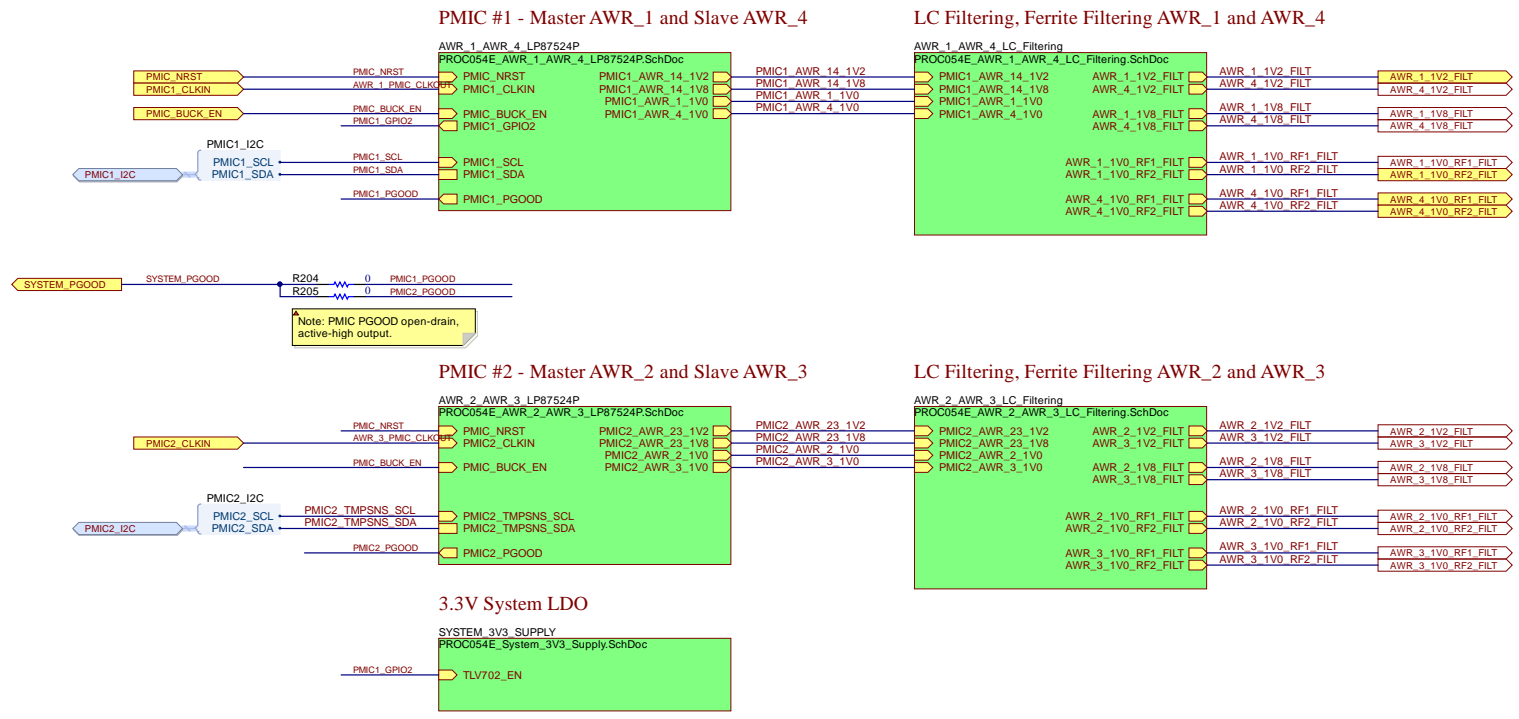 PMIC #1 - Master AWR_1 and Slave AWR_4
LC Filtering, Ferrite Filtering AWR_1 and AWR_4
AWR_1_AWR_4_LP87524P
PROC054E_AWR_1_AWR_4_LP87524P.SchDoc
AWR_1_AWR_4_LC_Filtering
PROC054E_AWR_1_AWR_4_LC_Filtering.SchDoc
PMIC_NRST PMIC_NRST PMIC_NRST PMIC1_AWR_14_1V2 PMIC1_AWR_14_1V2 PMIC1_AWR_14_1V2 AWR_1_1V2_FILT AWR_1_1V2_FILT AWR_1_1V2_FILT
PMIC1_CLKIN AWR_1_PMIC_CLKOUT PMIC1_CLKIN PMIC1_AWR_14_1V8 PMIC1_AWR_14_1V8 PMIC1_AWR_14_1V8 AWR_4_1V2_FILT AWR_4_1V2_FILT AWR_4_1V2_FILT
PMIC1_AWR_1_1V0 PMIC1_AWR_1_1V0 PMIC1_AWR_1_1V0
PMIC_BUCK_EN PMIC_BUCK_EN PMIC_BUCK_EN PMIC1_AWR_4_1V0 PMIC1_AWR_4_1V0 PMIC1_AWR_4_1V0 AWR_1_1V8_FILT AWR_1_1V8_FILT AWR_1_1V8_FILT
PMIC1_GPIO2 PMIC1_GPIO2 AWR_4_1V8_FILT AWR_4_1V8_FILT AWR_4_1V8_FILT
PMIC1_I2C
PMIC1_SCL PMIC1_SCL PMIC1_SCL AWR_1_1V0_RF1_FILT AWR_1_1V0_RF1_FILT AWR_1_1V0_RF1_FILT
PMIC1_I2C PMIC1_SDA PMIC1_SDA PMIC1_SDA AWR_1_1V0_RF2_FILT AWR_1_1V0_RF2_FILT AWR_1_1V0_RF2_FILT
PMIC1_PGOOD PMIC1_PGOOD AWR_4_1V0_RF1_FILT AWR_4_1V0_RF1_FILT AWR_4_1V0_RF1_FILT
AWR_4_1V0_RF2_FILT AWR_4_1V0_RF2_FILT AWR_4_1V0_RF2_FILT
SYSTEM_PGOOD SYSTEM_PGOOD R204 0 PMIC1_PGOOD
R205 0 PMIC2_PGOOD
Note: PMIC PGOOD open-drain,
active-high output.
PMIC #2 - Master AWR_2 and Slave AWR_3
LC Filtering, Ferrite Filtering AWR_2 and AWR_3
AWR_2_AWR_3_LP87524P
PROC054E_AWR_2_AWR_3_LP87524P.SchDoc
AWR_2_AWR_3_LC_Filtering
PROC054E_AWR_2_AWR_3_LC_Filtering.SchDoc
PMIC_NRST PMIC_NRST PMIC2_AWR_23_1V2 PMIC2_AWR_23_1V2 PMIC2_AWR_23_1V2 AWR_2_1V2_FILT AWR_2_1V2_FILT AWR_2_1V2_FILT
PMIC2_CLKIN AWR_3_PMIC_CLKOUT PMIC2_CLKIN PMIC2_AWR_23_1V8 PMIC2_AWR_23_1V8 PMIC2_AWR_23_1V8 AWR_3_1V2_FILT AWR_3_1V2_FILT AWR_3_1V2_FILT
PMIC2_AWR_2_1V0 PMIC2_AWR_2_1V0 PMIC2_AWR_2_1V0
PMIC_BUCK_EN PMIC_BUCK_EN PMIC2_AWR_3_1V0 PMIC2_AWR_3_1V0 PMIC2_AWR_3_1V0 AWR_2_1V8_FILT AWR_2_1V8_FILT AWR_2_1V8_FILT
AWR_3_1V8_FILT AWR_3_1V8_FILT AWR_3_1V8_FILT
PMIC2_I2C
PMIC2_SCL PMIC2_TMPSNS_SCL PMIC2_TMPSNS_SCL AWR_2_1V0_RF1_FILT AWR_2_1V0_RF1_FILT AWR_2_1V0_RF1_FILT
PMIC2_I2C PMIC2_SDA PMIC2_TMPSNS_SDA PMIC2_TMPSNS_SDA AWR_2_1V0_RF2_FILT AWR_2_1V0_RF2_FILT AWR_2_1V0_RF2_FILT
PMIC2_PGOOD PMIC2_PGOOD AWR_3_1V0_RF1_FILT AWR_3_1V0_RF1_FILT AWR_3_1V0_RF1_FILT
AWR_3_1V0_RF2_FILT AWR_3_1V0_RF2_FILT AWR_3_1V0_RF2_FILT
3.3V System LDO
SYSTEM_3V3_SUPPLY
PROC054E_System_3V3_Supply.SchDoc
PMIC1_GPIO2 TLV702_EN